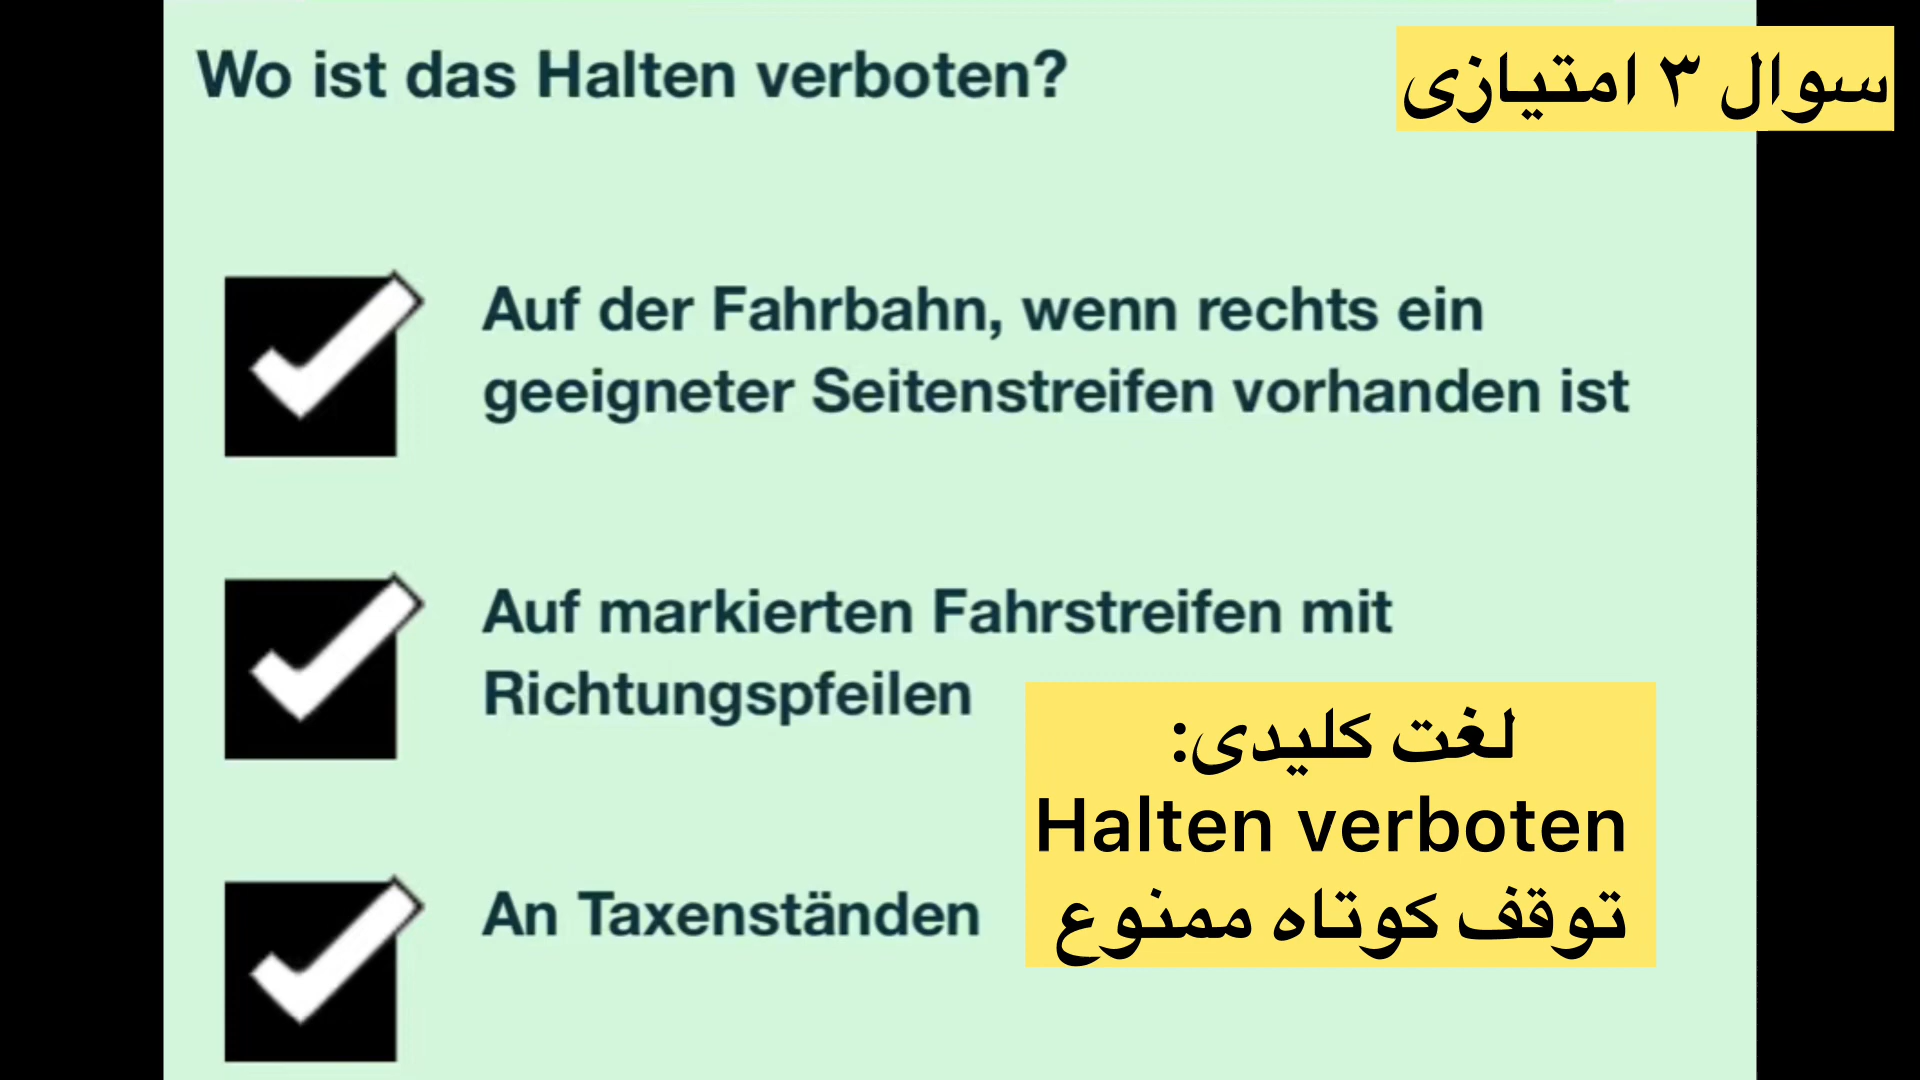 Wo ist das Halten verboten?
سوال ۳ امتیازی
Auf der Fahrbahn, wenn rechts ein
geeigneter Seitenstreifen vorhanden ist
Auf markierten Fahrstreifen mit
Richtungspfeilen
An Taxenständen
لغت کلیدی:
Halten verboten
توقف کوتاه ممنوع